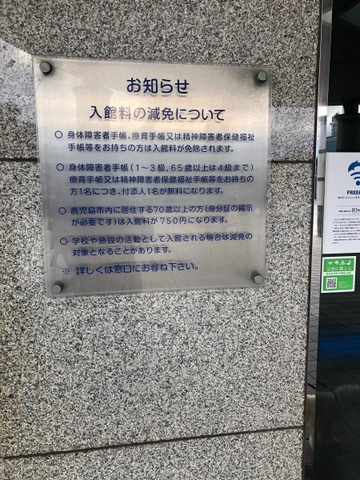 お知らせ
入館料の減免について
○ 身体障害者手帳、療育手帳又は精神障害者保健福祉
手帳等をお持ちの方は入館料が免除されます。
○ 身体障害者手帳(1〜3級、65歳以上は4級まで)
療育手帳又は精神障害者保健福祉手帳等をお持ちの
方1名につき、付添人1名が無料になります。
○ 鹿児島市内に居住する70歳以上の方(身分証の掲示
が必要です)は入館料が750円になります。
○ 学校や施設の活動として入館される場合は減免の
対象となることがあります。
※ 詳しくは窓口にお尋ね下さい。